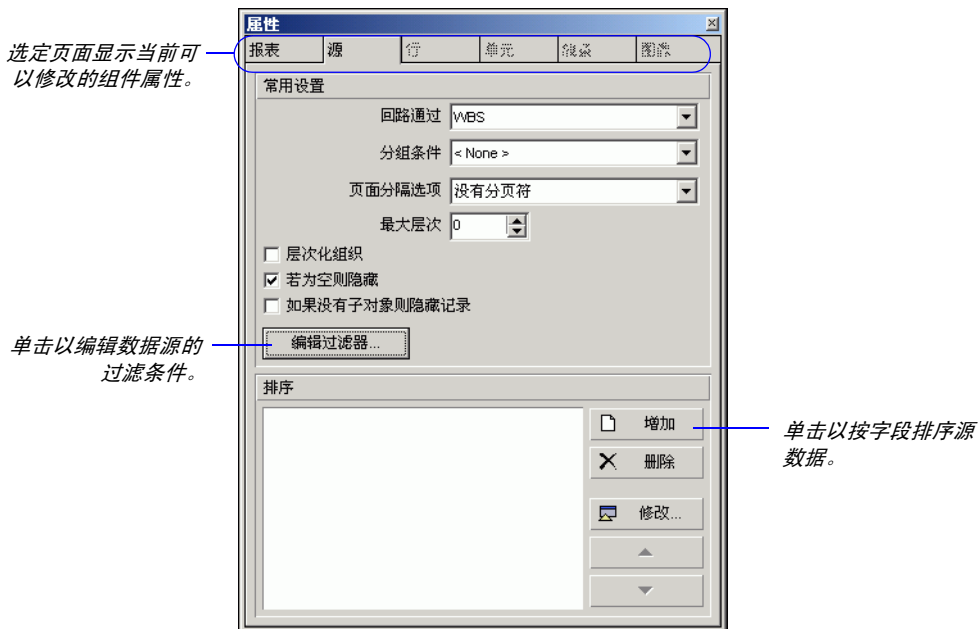 属性
报表 源 行 单元 线条 图像
选定页面显示当前可
以修改的组件属性。
常用设置
回路通过 WBS
分组条件 < None >
页面分隔选项 没有分页符
最大层次 0
层次化组织
若为空则隐藏
如果没有子对象则隐藏记录
单击以编辑数据源的
过滤条件。
编辑过滤器...
排序
增加
删除
修改...
单击以按字段排序源
数据。